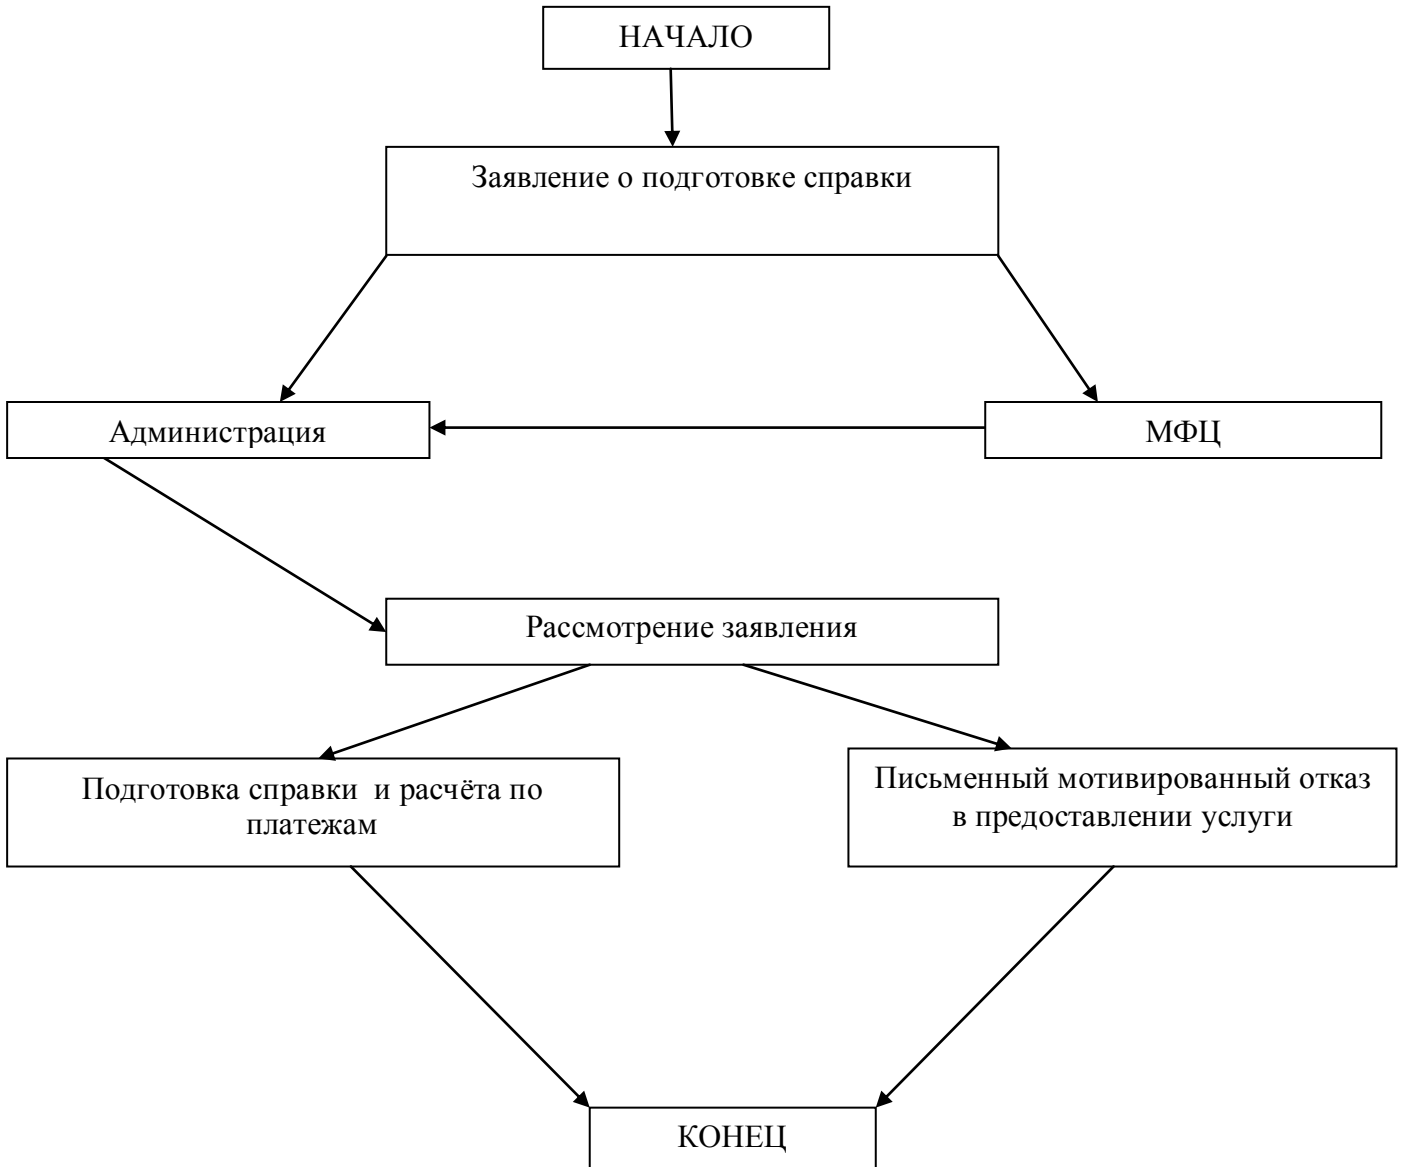 НАЧАЛО
Заявление о подготовке справки
Администрация
МФЦ
Рассмотрение заявления
Подготовка справки  и расчёта по
платежам
Письменный мотивированный отказ
в предоставлении услуги
КОНЕЦ